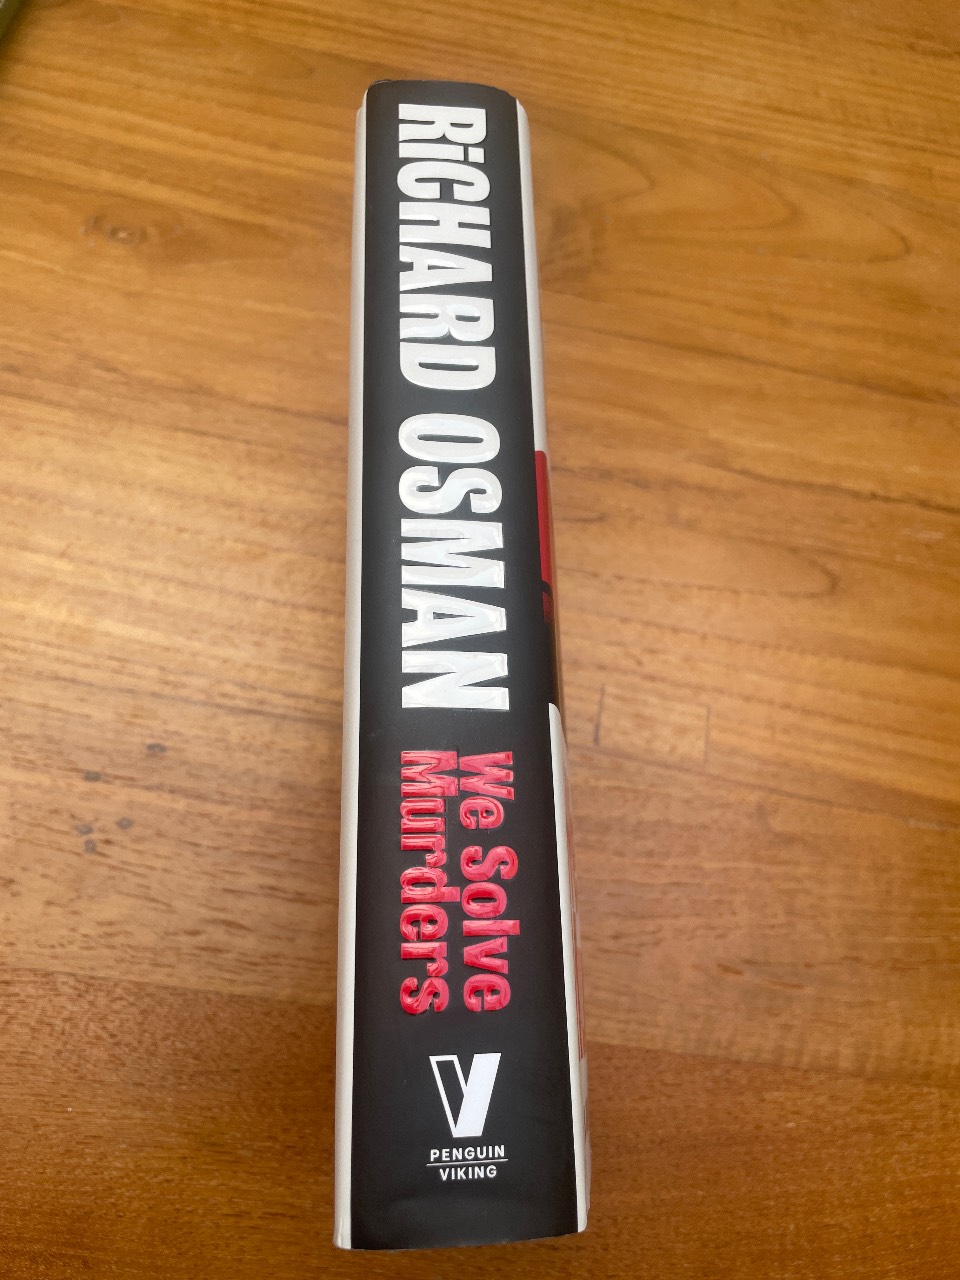 RiCHARD OSMAN
We Solve
Murders
PENGUIN
VIKING